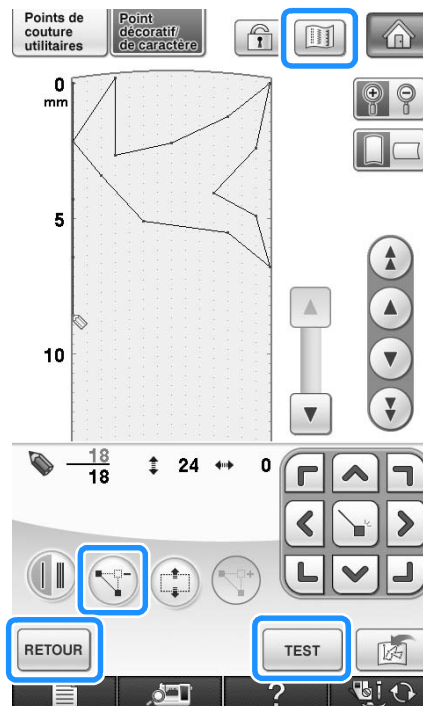 Points de
couture
utilitaires
Point
décoratif/
de caractère
0
mm
5
10
18
18
24
0
RETOUR
TEST
?